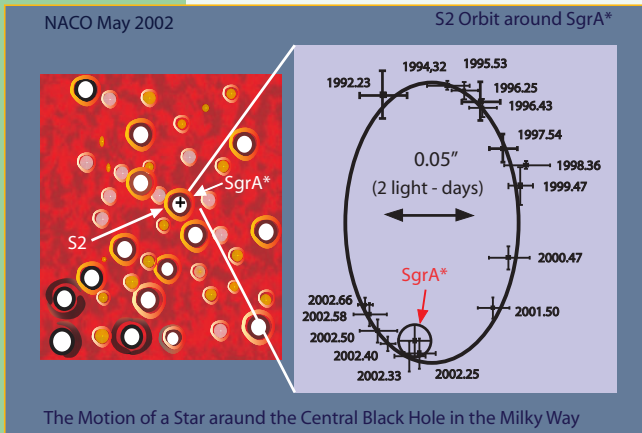 NACO May 2002
S2 Orbit around SgrA*
SgrA*
S2
1992.23
1994,32
1995.53
1996.25
1996.43
1997.54
1998.36
1999.47
2000.47
2001.50
2002.25
2002.33
2002.40
2002.50
2002.58
2002.66
0.05"
(2 light - days)
SgrA*
The Motion of a Star araund the Central Black Hole in the Milky Way